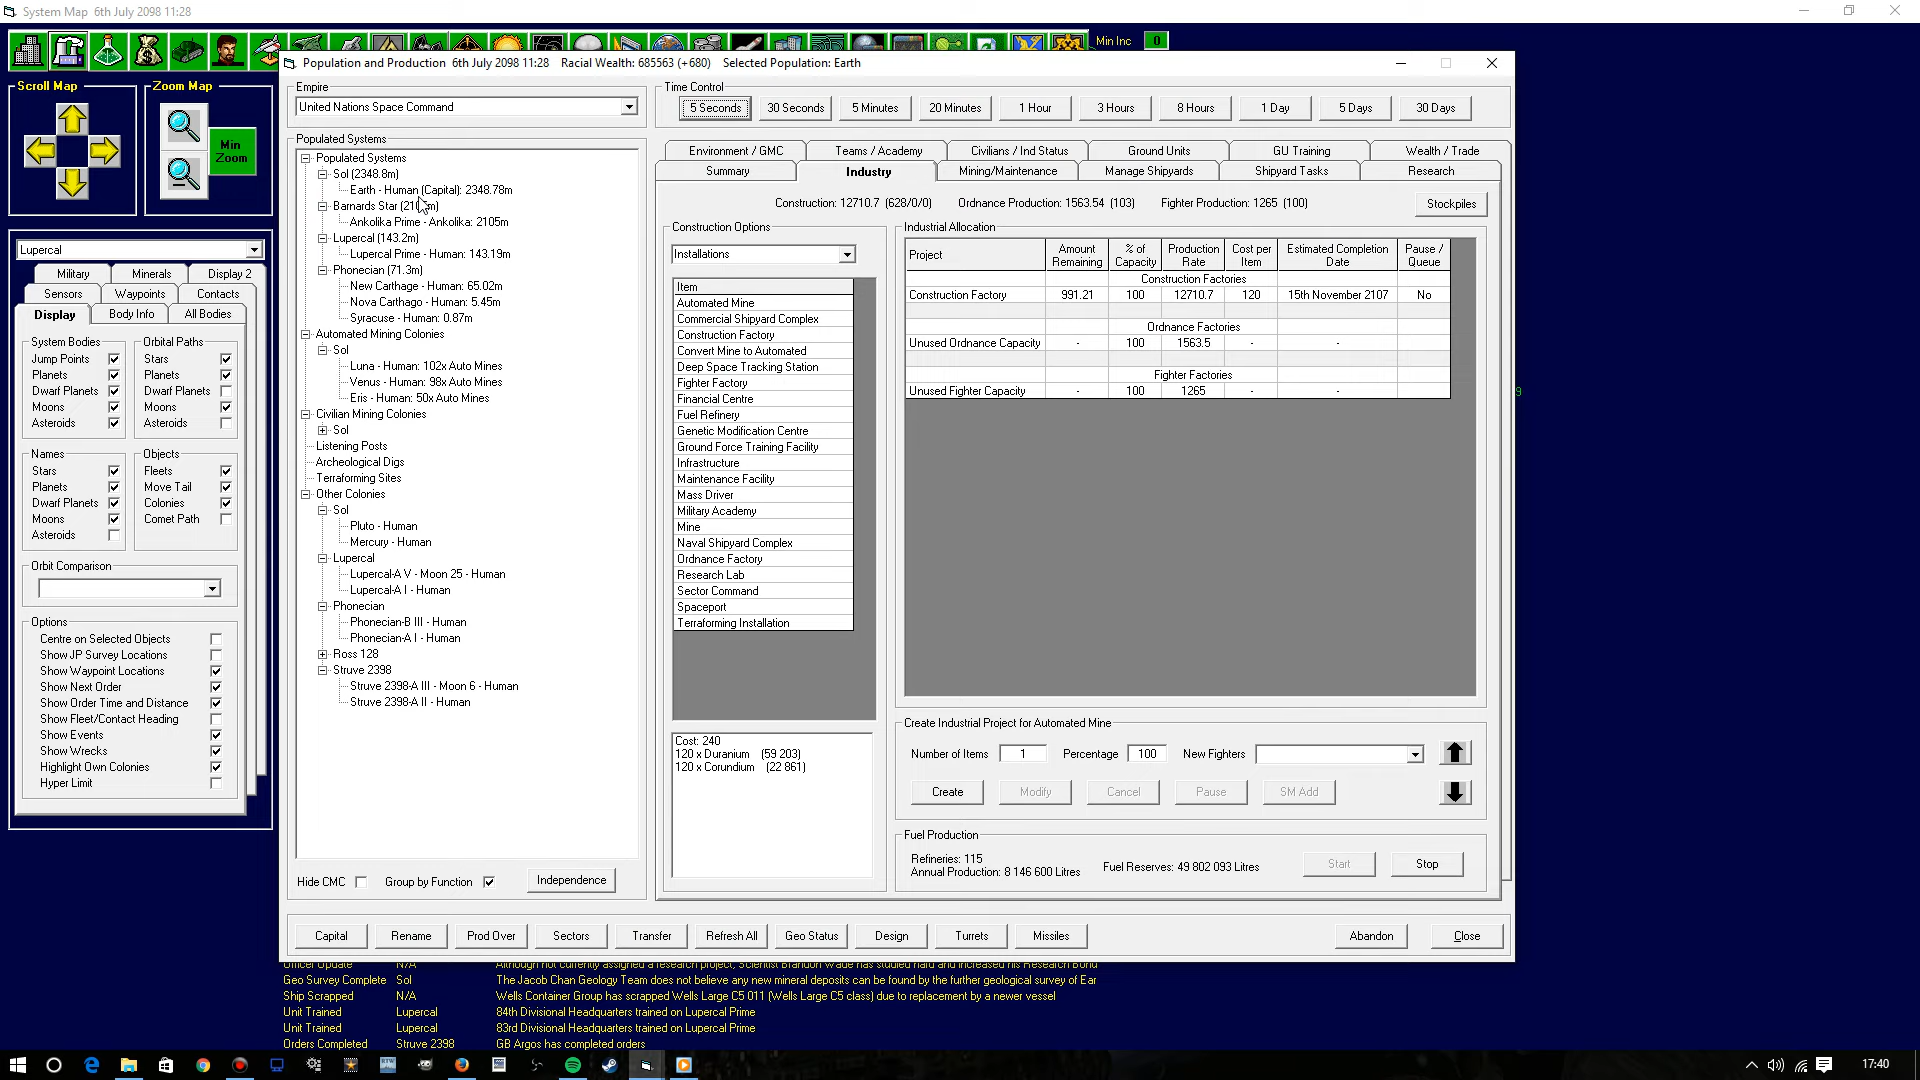 System Map   6th July 2098 11:28
Min Inc   0
Scroll Map
Zoom Map
Min Zoom
Lupercal
Military   Minerals   Display 2
Sensors   Waypoints   Contacts
Display   Body Info   All Bodies
System Bodies
Jump Points
Planets
Dwarf Planets
Moons
Asteroids
Orbital Paths
Stars
Planets
Dwarf Planets
Moons
Asteroids
Names
Stars
Planets
Dwarf Planets
Moons
Asteroids
Objects
Fleets
Move Tail
Colonies
Comet Path
Orbit Comparison
Options
Centre on Selected Objects
Show JP Survey Locations
Show Waypoint Locations
Show Next Order
Show Order Time and Distance
Show Fleet/Contact Heading
Show Events
Show Wrecks
Highlight Own Colonies
Hyper Limit
Population and Production   6th July 2098 11:28   Racial Wealth: 685563 (+680)   Selected Population: Earth
Empire
United Nations Space Command
Time Control
5 Seconds   30 Seconds   5 Minutes   20 Minutes   1 Hour   3 Hours   8 Hours   1 Day   5 Days   30 Days
Populated Systems
Populated Systems
Sol (2348.8m)
Earth - Human (Capital): 2348.78m
Barnards Star (210
m)
Ankolika Prime - Ankolika: 2105m
Lupercal (143.2m)
Lupercal Prime - Human: 143.19m
Phonecian (71.3m)
New Carthage - Human: 65.02m
Nova Carthago - Human: 5.45m
Syracuse - Human: 0.87m
Automated Mining Colonies
Sol
Luna - Human: 102x Auto Mines
Venus - Human: 98x Auto Mines
Eris - Human: 50x Auto Mines
Civilian Mining Colonies
Sol
Listening Posts
Archeological Digs
Terraforming Sites
Other Colonies
Sol
Pluto - Human
Mercury - Human
Lupercal
Lupercal-A V - Moon 25 - Human
Lupercal-A I - Human
Phonecian
Phonecian-B III - Human
Phonecian-A I - Human
Ross 128
Struve 2398
Struve 2398-A III - Moon 6 - Human
Struve 2398-A II - Human
Hide CMC   Group by Function   Independence
Environment / GMC   Teams / Academy   Civilians / Ind Status   Ground Units   GU Training   Wealth / Trade
Summary   Industry   Mining/Maintenance   Manage Shipyards   Shipyard Tasks   Research
Construction: 12710.7 (628/0/0)   Ordnance Production: 1563.54 (103)   Fighter Production: 1265 (100)   Stockpiles
Construction Options
Installations
Item
Automated Mine
Commercial Shipyard Complex
Construction Factory
Convert Mine to Automated
Deep Space Tracking Station
Fighter Factory
Financial Centre
Fuel Refinery
Genetic Modification Centre
Ground Force Training Facility
Infrastructure
Maintenance Facility
Mass Driver
Military Academy
Mine
Naval Shipyard Complex
Ordnance Factory
Research Lab
Sector Command
Spaceport
Terraforming Installation
Cost: 240
120 x Duranium   (59 203)
120 x Corundium   (22 861)
Industrial Allocation
Project   Amount Remaining   % of Capacity   Production Rate   Cost per Item   Estimated Completion Date   Pause / Queue
Construction Factories
Construction Factory   991.21   100   12710.7   120   15th November 2107   No
Ordnance Factories
Unused Ordnance Capacity   -   100   1563.5   -   -
Fighter Factories
Unused Fighter Capacity   -   100   1265   -   -
9
Create Industrial Project for Automated Mine
Number of Items   1   Percentage   100   New Fighters
Create   Modify   Cancel   Pause   SM Add
Fuel Production
Refineries: 115
Annual Production: 8 146 600 Litres
Fuel Reserves: 49 802 093 Litres
Start   Stop
Capital   Rename   Prod Over   Sectors   Transfer   Refresh All   Geo Status   Design   Turrets   Missiles   Abandon   Close
Officer Update   N/A   Although not currently assigned a research project, Scientist Brandon Wade has studied hard and increased his Research Bonu
Geo Survey Complete   Sol   The Jacob Chan Geology Team does not believe any new mineral deposits can be found by the further geological survey of Ear
Ship Scrapped   N/A   Wells Container Group has scrapped Wells Large C5 011 (Wells Large C5 class) due to replacement by a newer vessel
Unit Trained   Lupercal   84th Divisional Headquarters trained on Lupercal Prime
Unit Trained   Lupercal   83rd Divisional Headquarters trained on Lupercal Prime
Orders Completed   Struve 2398   GB Argos has completed orders
17:40